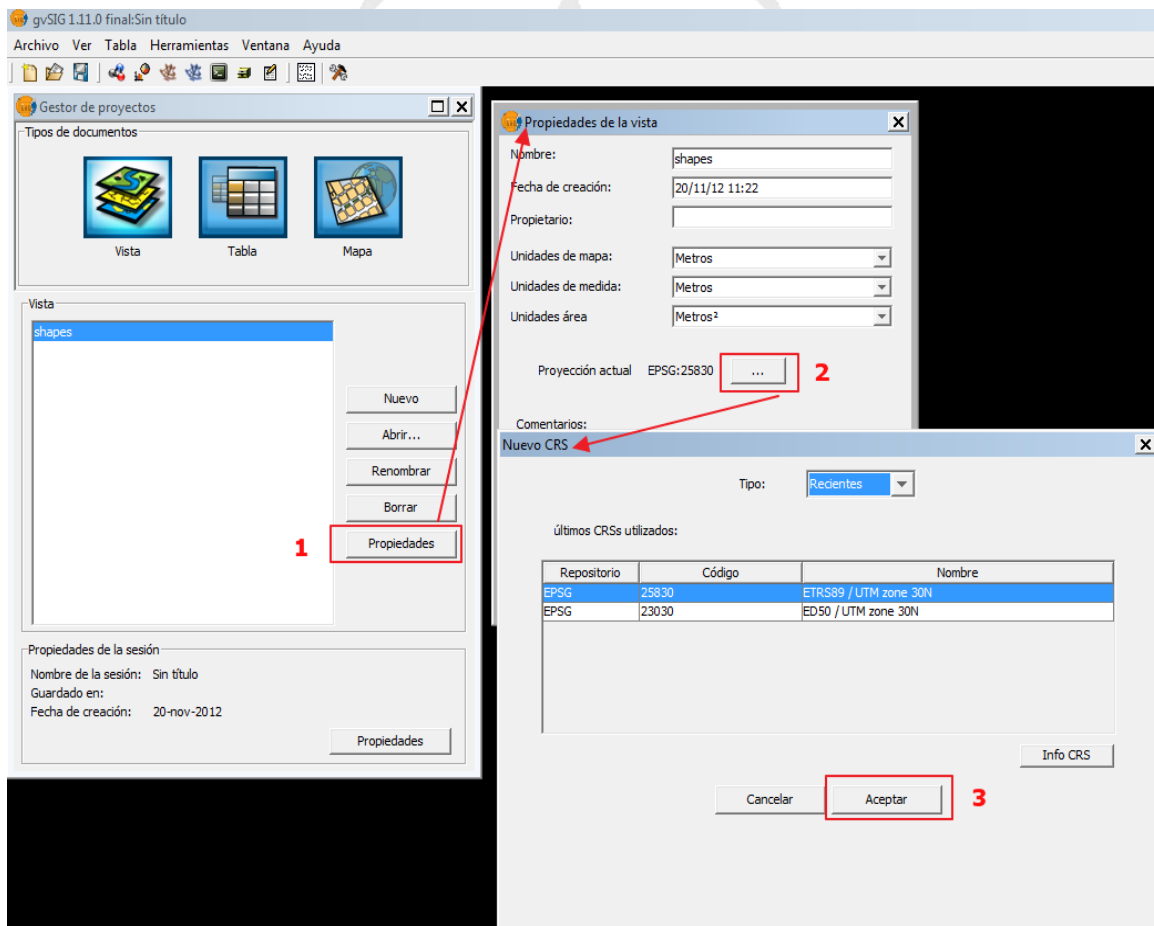 gvSIG 1.11.0 final:Sin título
Archivo Ver Tabla Herramientas Ventana Ayuda
Gestor de proyectos
Tipos de documentos
Vista Tabla Mapa
Vista
shapes
Nuevo
Abrir...
Renombrar
Borrar
1 Propiedades
Propiedades de la sesión
Nombre de la sesión: Sin título
Guardado en:
Fecha de creación: 20-nov-2012
Propiedades
Propiedades de la vista
Nombre: shapes
Fecha de creación: 20/11/12 11:22
Propietario:
Unidades de mapa: Metros
Unidades de medida: Metros
Unidades área Metros²
Proyección actual EPSG:25830 ... 2
Comentarios:
Nuevo CRS
Tipo: Recientes
últimos CRSs utilizados:
Repositorio Código Nombre
EPSG 25830 ETRS89 / UTM zone 30N
EPSG 23030 ED50 / UTM zone 30N
Info CRS
Cancelar Aceptar 3